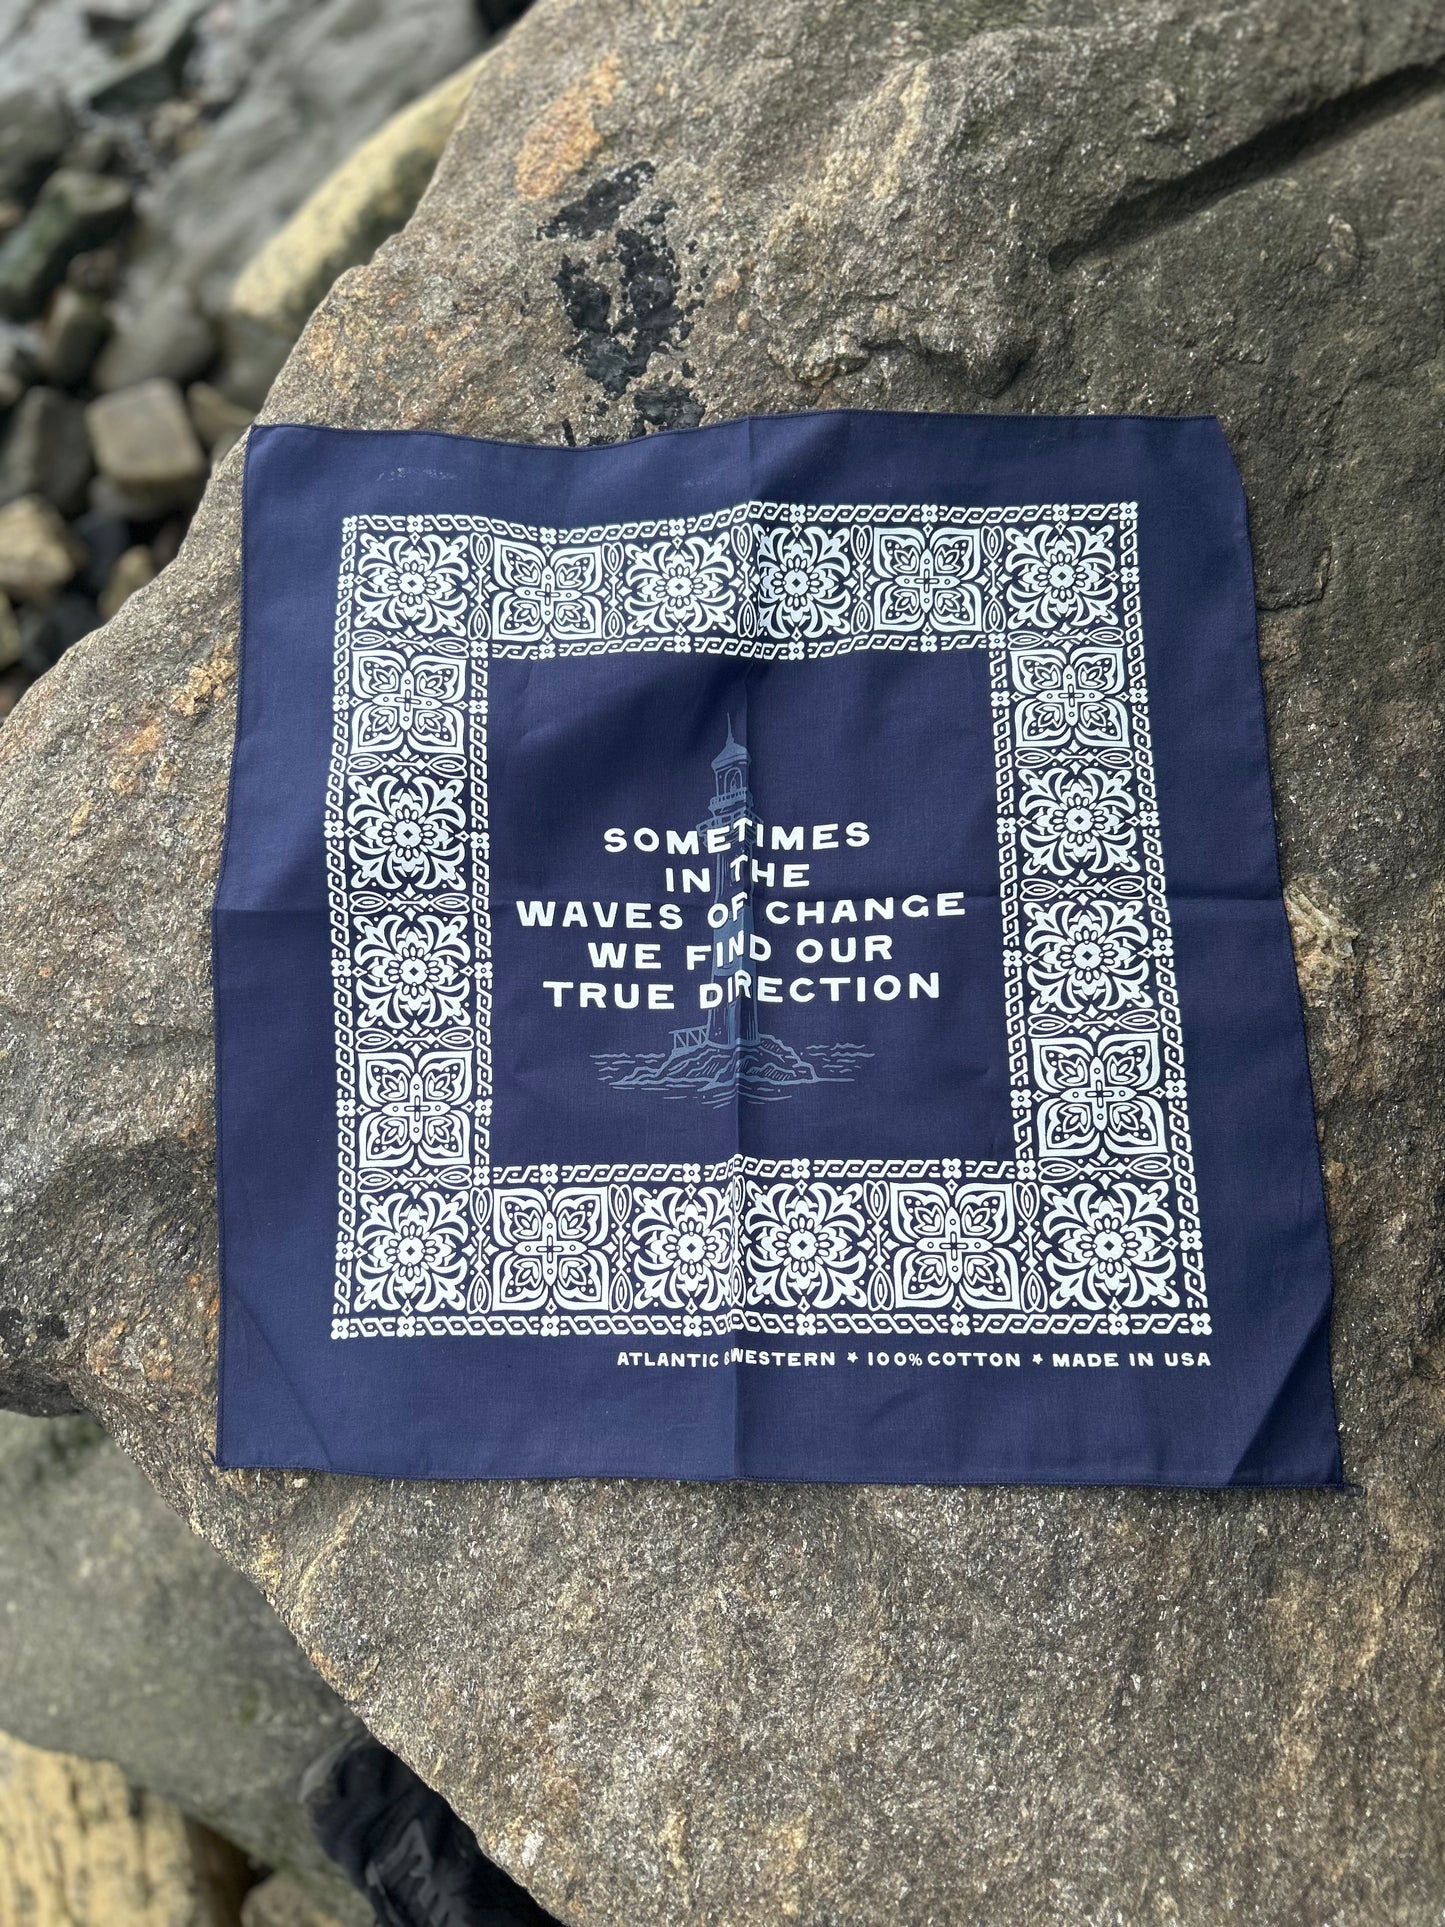 SOMETIMES
IN THE
WAVES OF CHANGE
WE FIND OUR
TRUE DIRECTION
ATLANTIC & WESTERN * 100% COTTON * MADE IN USA